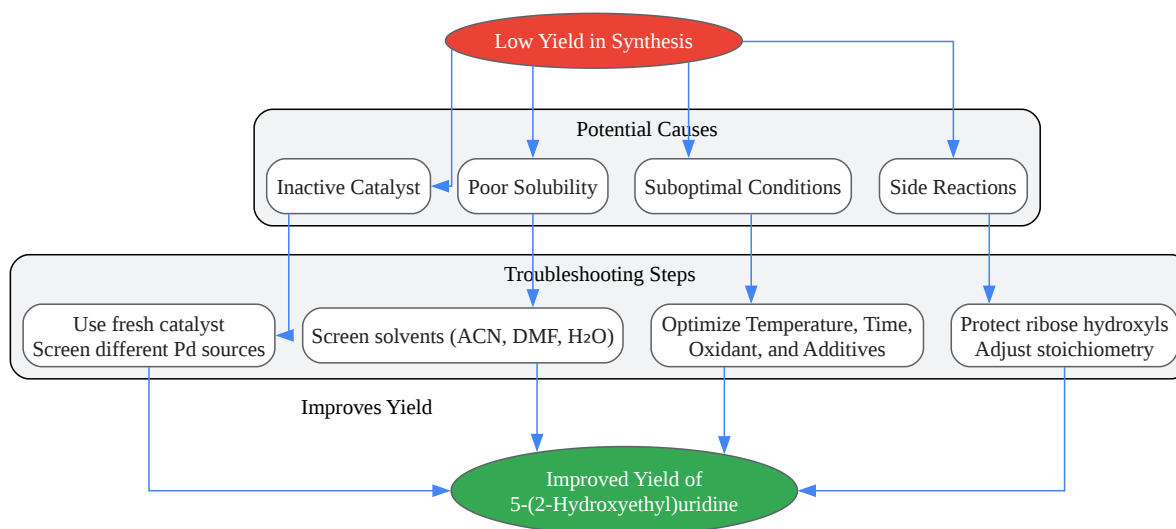 Low Yield in Synthesis
Potential Causes
Inactive Catalyst
Poor Solubility
Suboptimal Conditions
Side Reactions
Troubleshooting Steps
Use fresh catalyst
Screen different Pd sources
Screen solvents (ACN, DMF, H₂O)
Optimize Temperature, Time,
Oxidant, and Additives
Protect ribose hydroxyls
Adjust stoichiometry
Improves Yield
Improved Yield of
5-(2-Hydroxyethyl)uridine